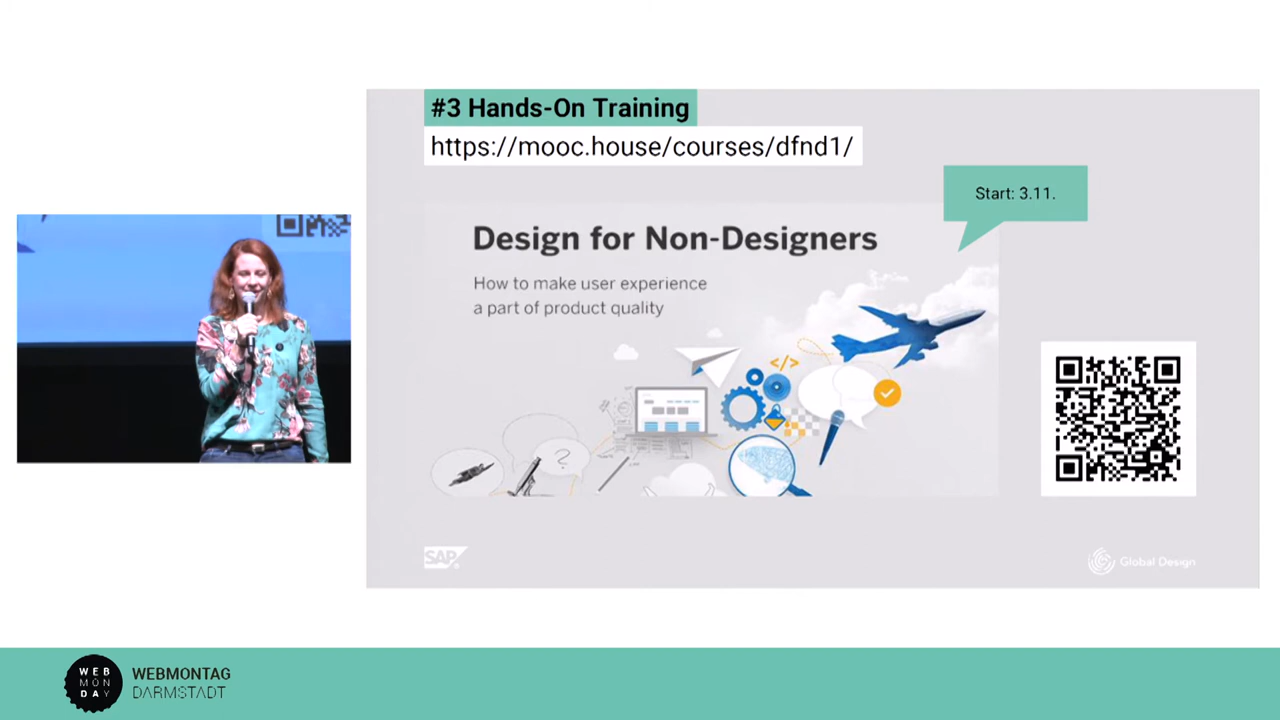 #3 Hands-On Training
https://mooc.house/courses/dfnd1/
Start: 3.11.
Design for Non-Designers
How to make user experience
a part of product quality
</>
?
SAP
Global Design
WEB
MON
DAY
WEBMONTAG
DARMSTADT